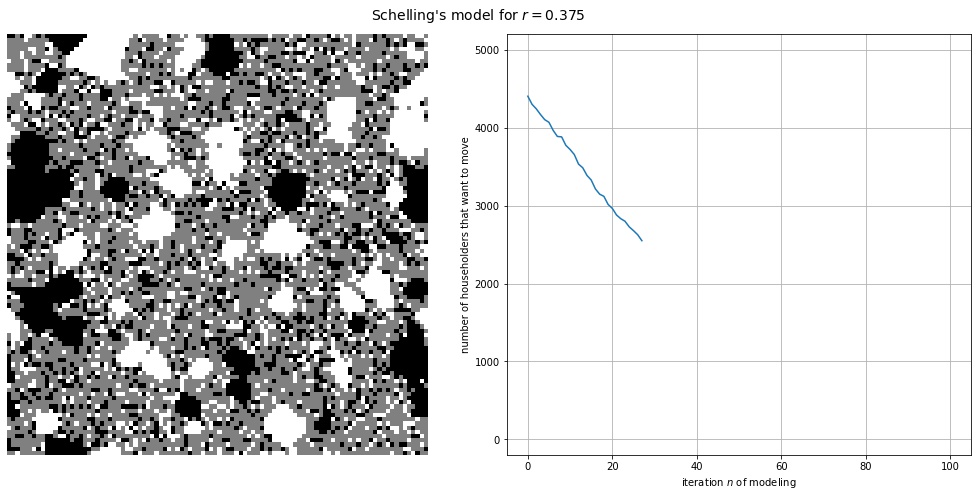 Schelling's model for r = 0.375
number of householders that want to move
5000
4000
3000
2000
1000
0
0 20 40 60 80 100
iteration n of modeling